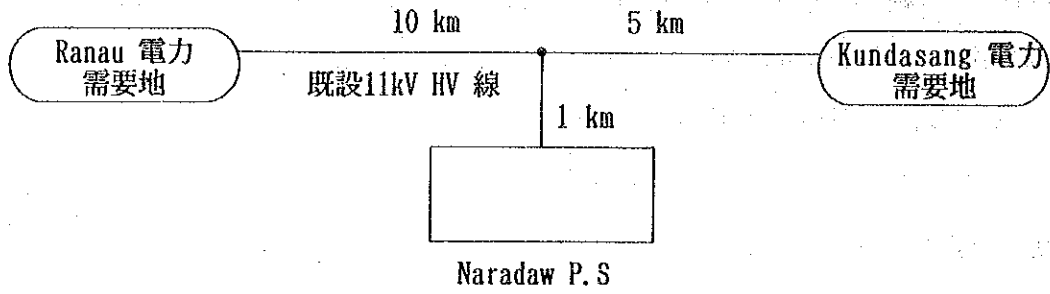 10 km
5 km
Ranau 電力
需要地
既設11kV HV 線
Kundasang 電力
需要地
1 km
Naradaw P.S